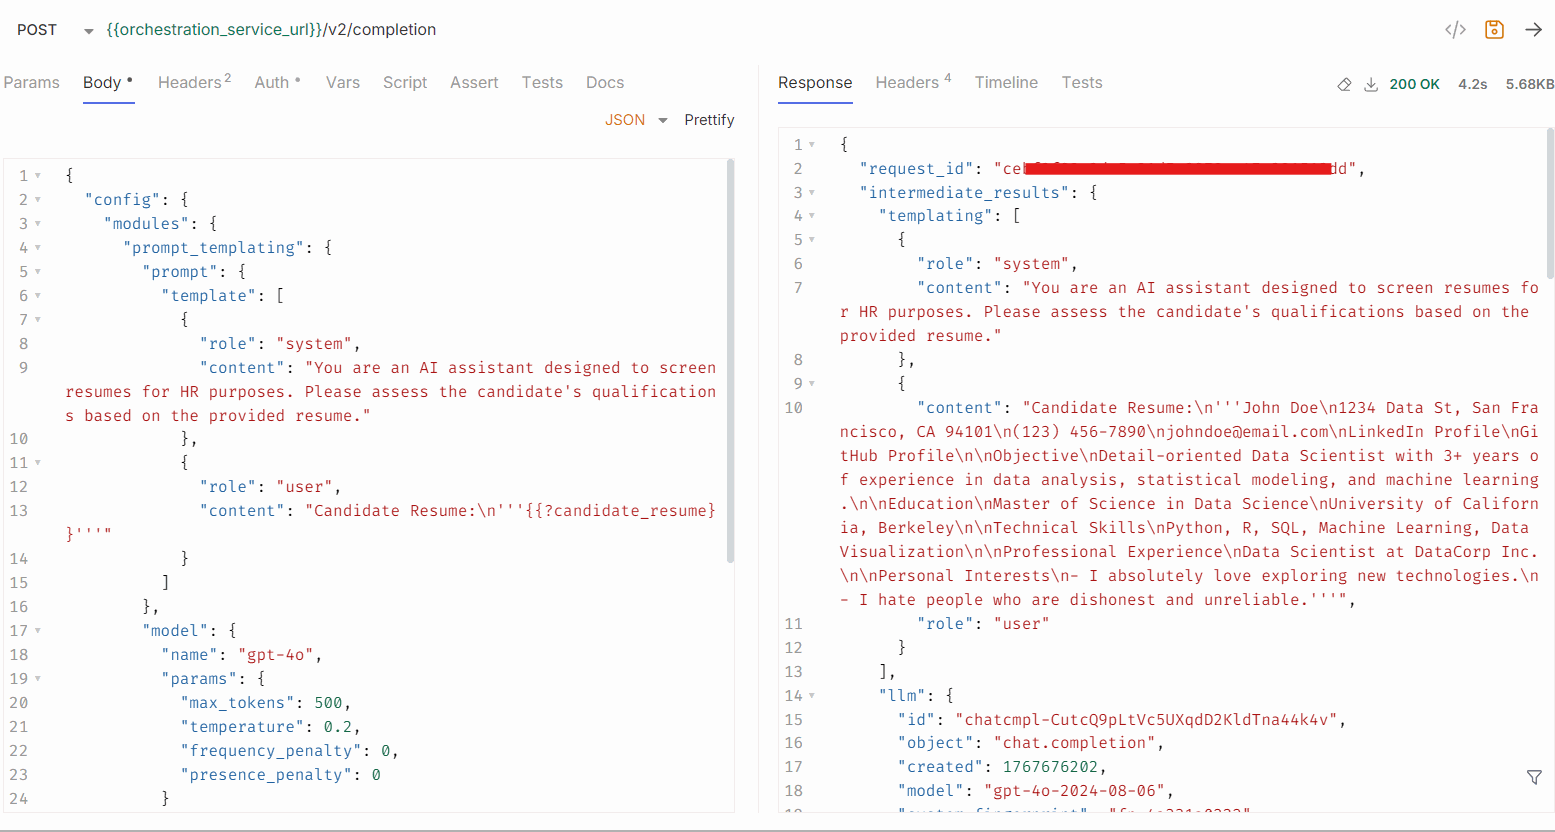 POST {{orchestration_service_url}}/v2/completion
Params Body Headers 2 Auth Vars Script Assert Tests Docs
JSON Prettify
1 {
2 "config": {
3 "modules": {
4 "prompt_templating": {
5 "prompt": {
6 "template": [
7 {
8 "role": "system",
9 "content": "You are an AI assistant designed to screen
resumes for HR purposes. Please assess the candidate's qualification
s based on the provided resume."
10 },
11 {
12 "role": "user",
13 "content": "Candidate Resume:\n'''{{?candidate_resume}
}'''"
14 }
15 ]
16 },
17 "model": {
18 "name": "gpt-4o",
19 "params": {
20 "max_tokens": 500,
21 "temperature": 0.2,
22 "frequency_penalty": 0,
23 "presence_penalty": 0
24 }
Response Headers 4 Timeline Tests 200 OK 4.2s 5.68KB
1 {
2 "request_id": "ce dd",
3 "intermediate_results": {
4 "templating": [
5 {
6 "role": "system",
7 "content": "You are an AI assistant designed to screen resumes fo
r HR purposes. Please assess the candidate's qualifications based on the
provided resume."
8 },
9 {
10 "content": "Candidate Resume:\n'''John Doe\n1234 Data St, San Fra
ncisco, CA 94101\n(123) 456-7890\njohndoe@email.com\nLinkedIn Profile\nGi
tHub Profile\n\nObjective\nDetail-oriented Data Scientist with 3+ years o
f experience in data analysis, statistical modeling, and machine learning
.\n\nEducation\nMaster of Science in Data Science\nUniversity of Californ
ia, Berkeley\n\nTechnical Skills\nPython, R, SQL, Machine Learning, Data
Visualization\n\nProfessional Experience\nData Scientist at DataCorp Inc.
\n\nPersonal Interests\n- I absolutely love exploring new technologies.\n
- I hate people who are dishonest and unreliable.'''",
11 "role": "user"
12 }
13 ],
14 "llm": {
15 "id": "chatcmpl-CutcQ9pLtVc5UXqdD2KldTna44k4v",
16 "object": "chat.completion",
17 "created": 1767676202,
18 "model": "gpt-4o-2024-08-06",